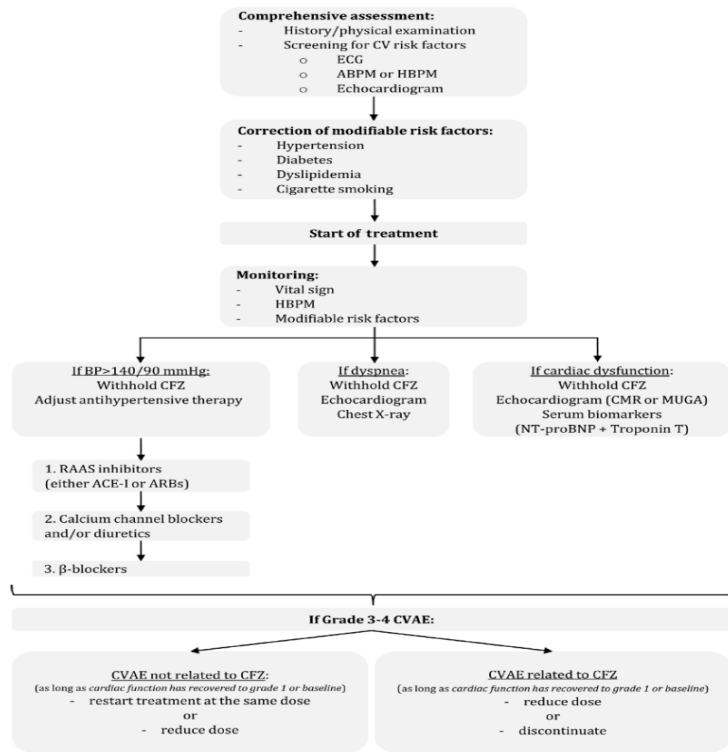 Comprehensive assessment:
- History/physical examination
- Screening for CV risk factors
o ECG
o ABPM or HBPM
o Echocardiogram
Correction of modifiable risk factors:
- Hypertension
- Diabetes
- Dyslipidemia
- Cigarette smoking
Start of treatment
Monitoring:
- Vital sign
- HBPM
- Modifiable risk factors
If BP>140/90 mmHg:
Withhold CFZ
Adjust antihypertensive therapy
If dyspnea:
Withhold CFZ
Echocardiogram
Chest X-ray
If cardiac dysfunction:
Withhold CFZ
Echocardiogram (CMR or MUGA)
Serum biomarkers
(NT-proBNP + Troponin T)
1. RAAS inhibitors
(either ACE-I or ARBs)
2. Calcium channel blockers
and/or diuretics
3. β-blockers
If Grade 3-4 CVAE:
CVAE not related to CFZ:
(as long as cardiac function has recovered to grade 1 or baseline)
- restart treatment at the same dose
or
- reduce dose
CVAE related to CFZ
(as long as cardiac function has recovered to grade 1 or baseline)
- reduce dose
or
- discontinuate